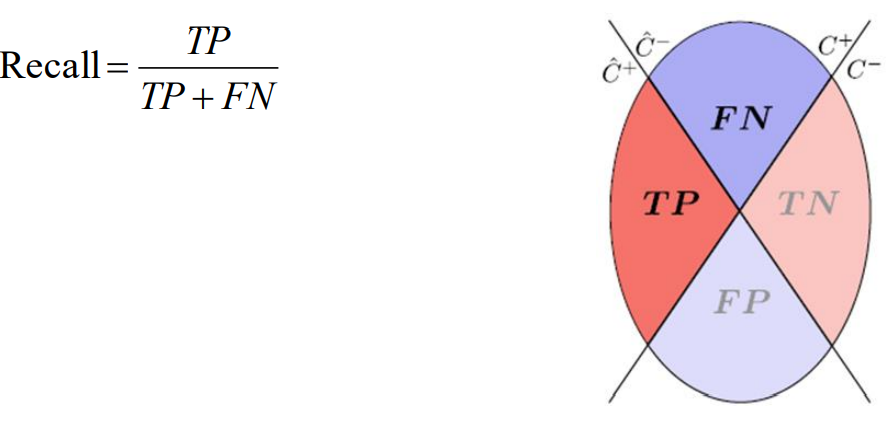 Recall = TP / (TP + FN)
Ĉ⁻ C⁺
Ĉ⁺ C⁻
FN
TP TN
FP